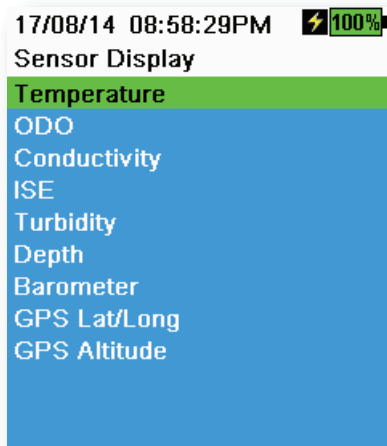 17/08/14 08:58:29PM 100%
Sensor Display
Temperature
ODO
Conductivity
ISE
Turbidity
Depth
Barometer
GPS Lat/Long
GPS Altitude